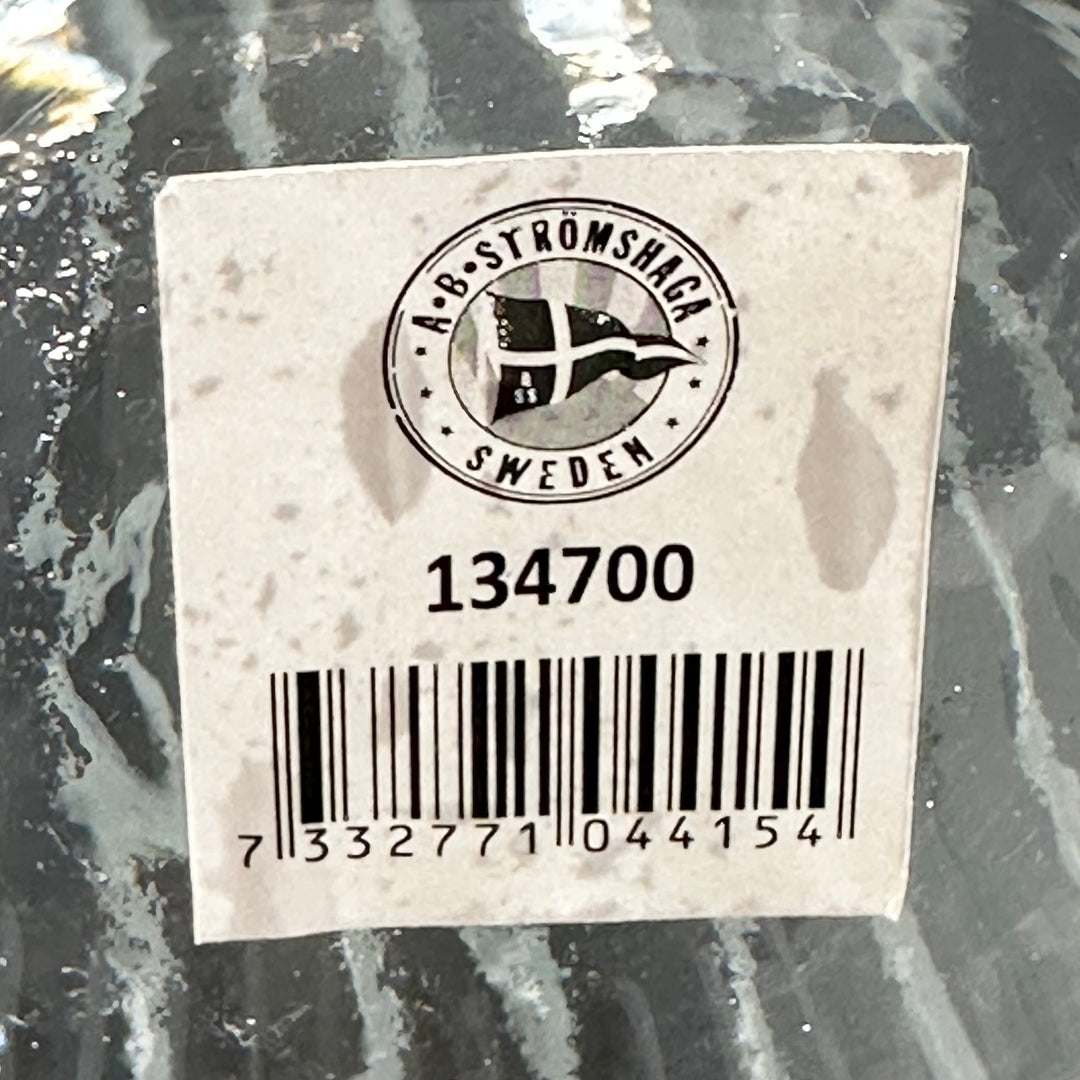 A•B•STRÖMSHAGA
SWEDEN
134700
7 332771 044154